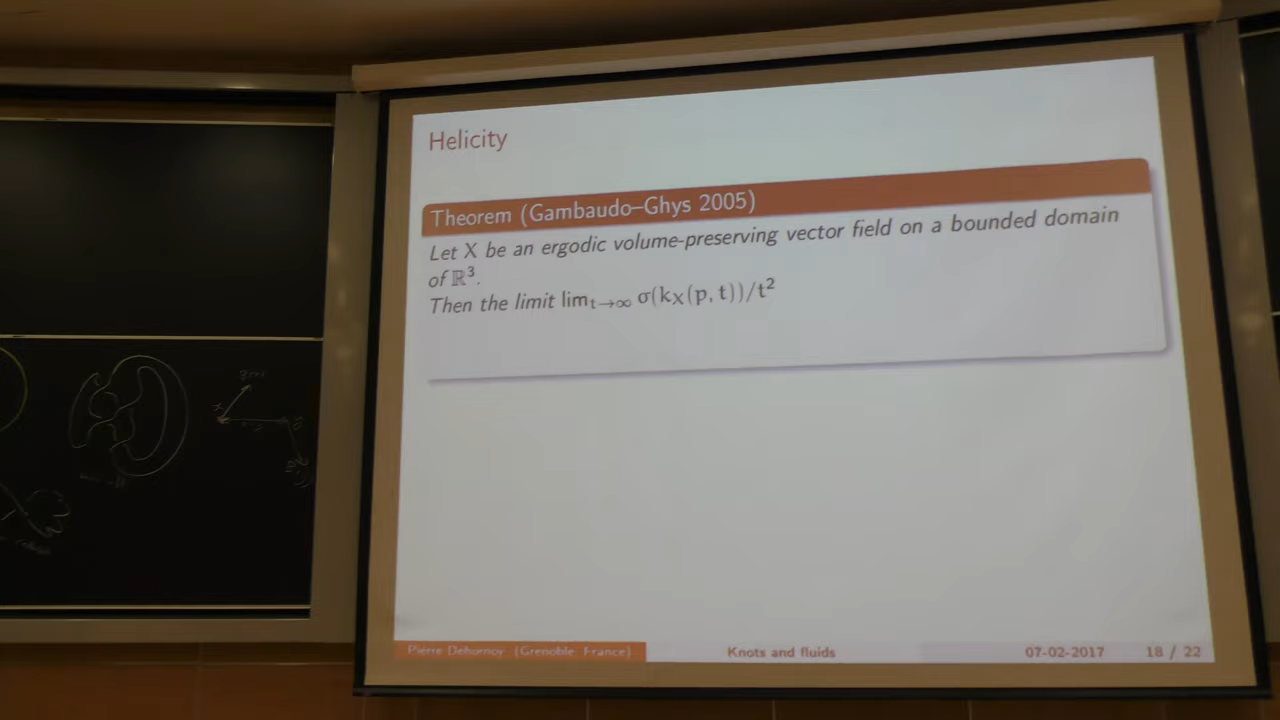 Helicity
Theorem (Gambaudo–Ghys 2005)
Let X be an ergodic volume-preserving vector field on a bounded domain
of ℝ³.
Then the limit lim_{t→∞} σ(k_X(p, t))/t²
Pierre Dehornoy (Grenoble, France)
Knots and fluids
07-02-2017
18 / 22